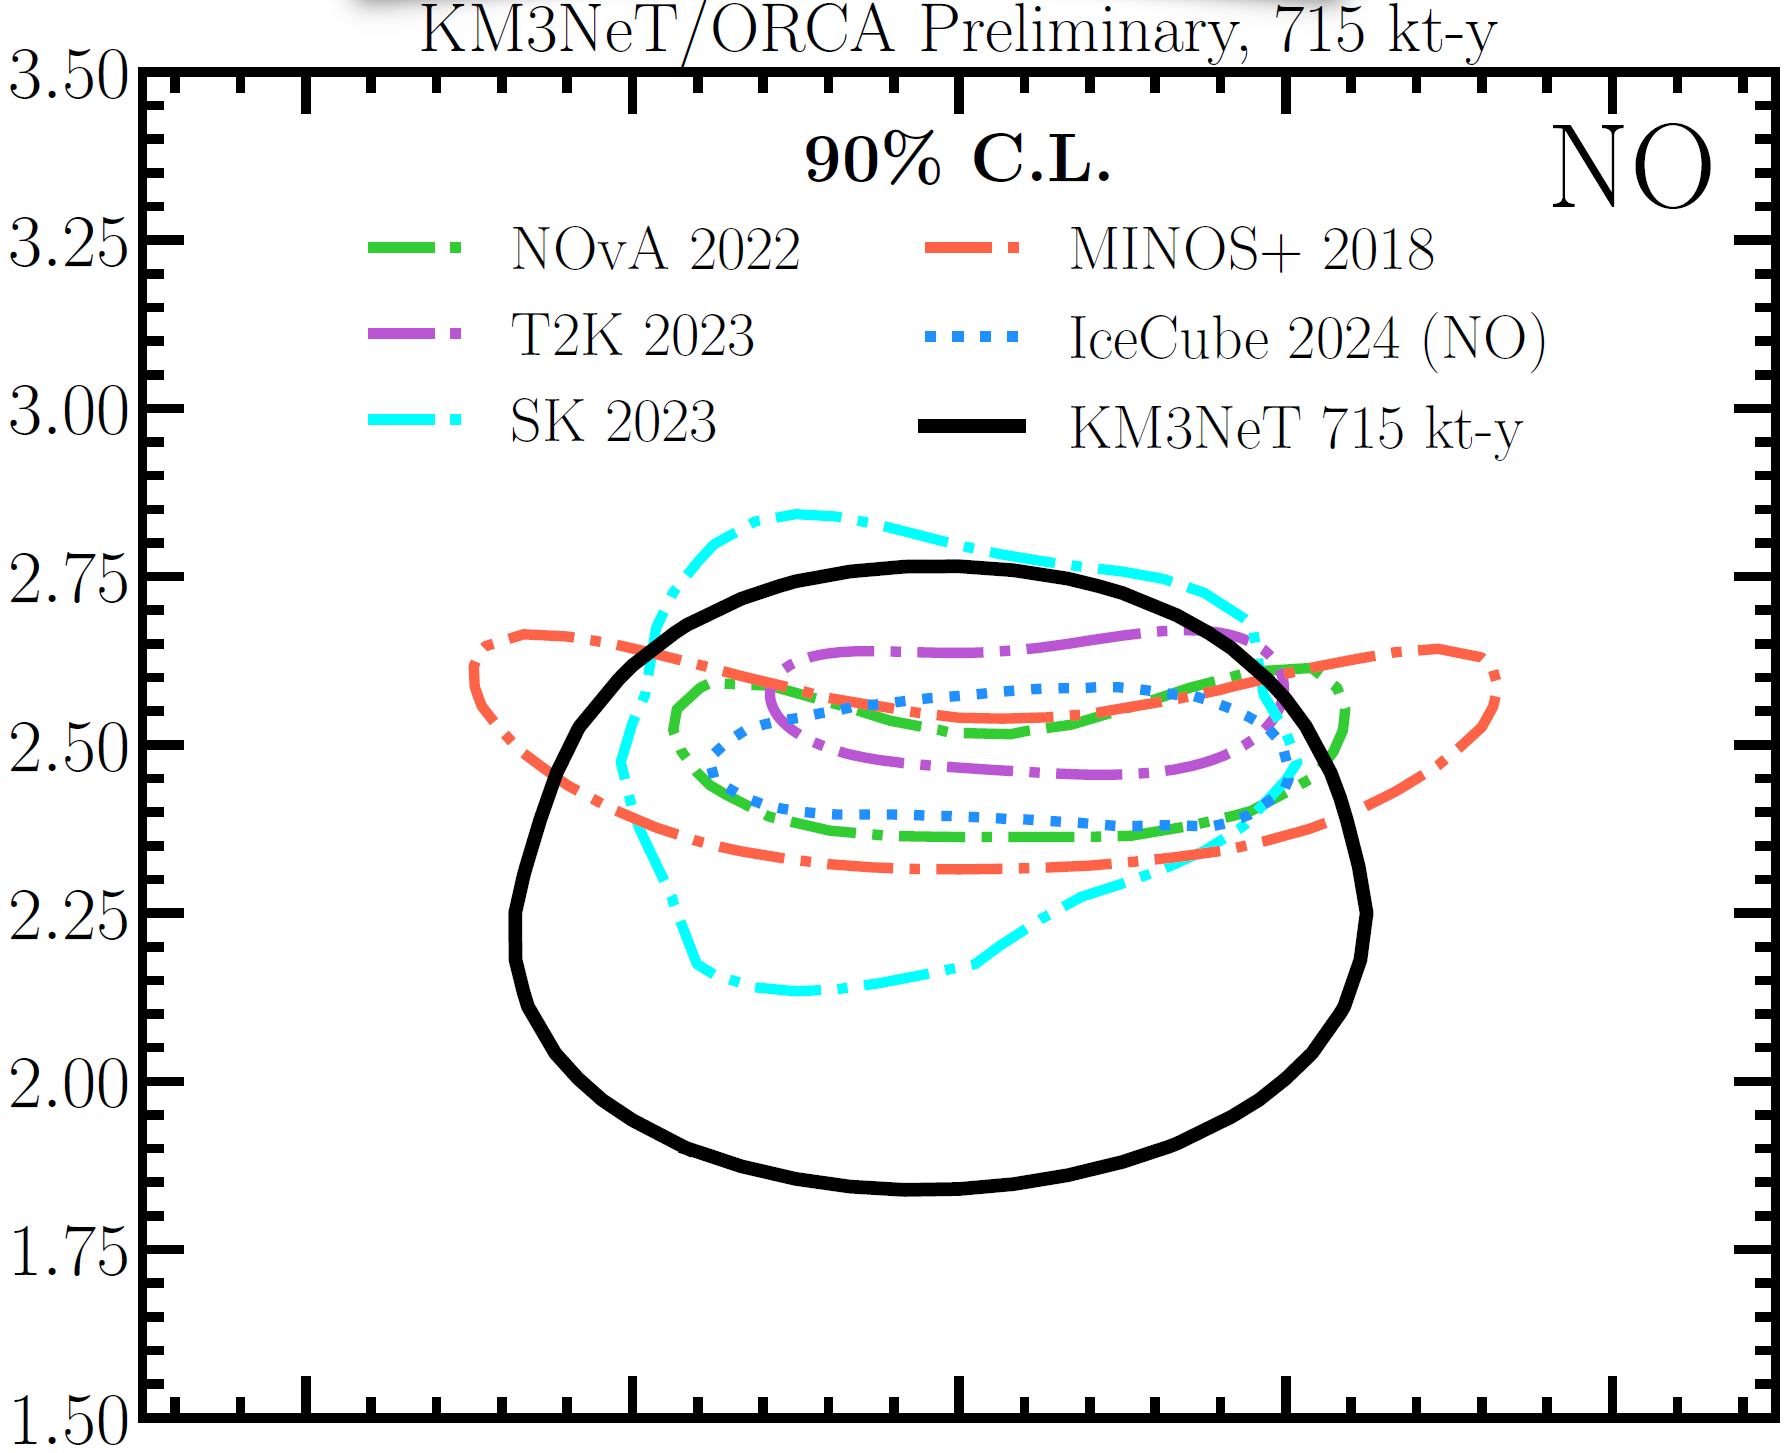 KM3NeT/ORCA Preliminary, 715 kt-y
3.50
90% C.L.
NO
3.25
NOvA 2022
MINOS+ 2018
T2K 2023
IceCube 2024 (NO)
3.00
SK 2023
KM3NeT 715 kt-y
2.75
2.50
2.25
2.00
1.75
1.50